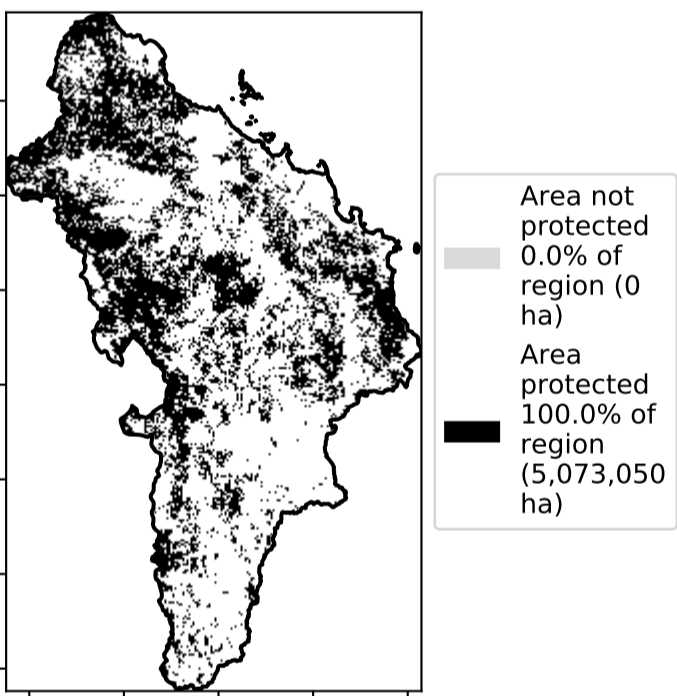 Area not
protected
0.0% of
region (0
ha)
Area
protected
100.0% of
region
(5,073,050
ha)